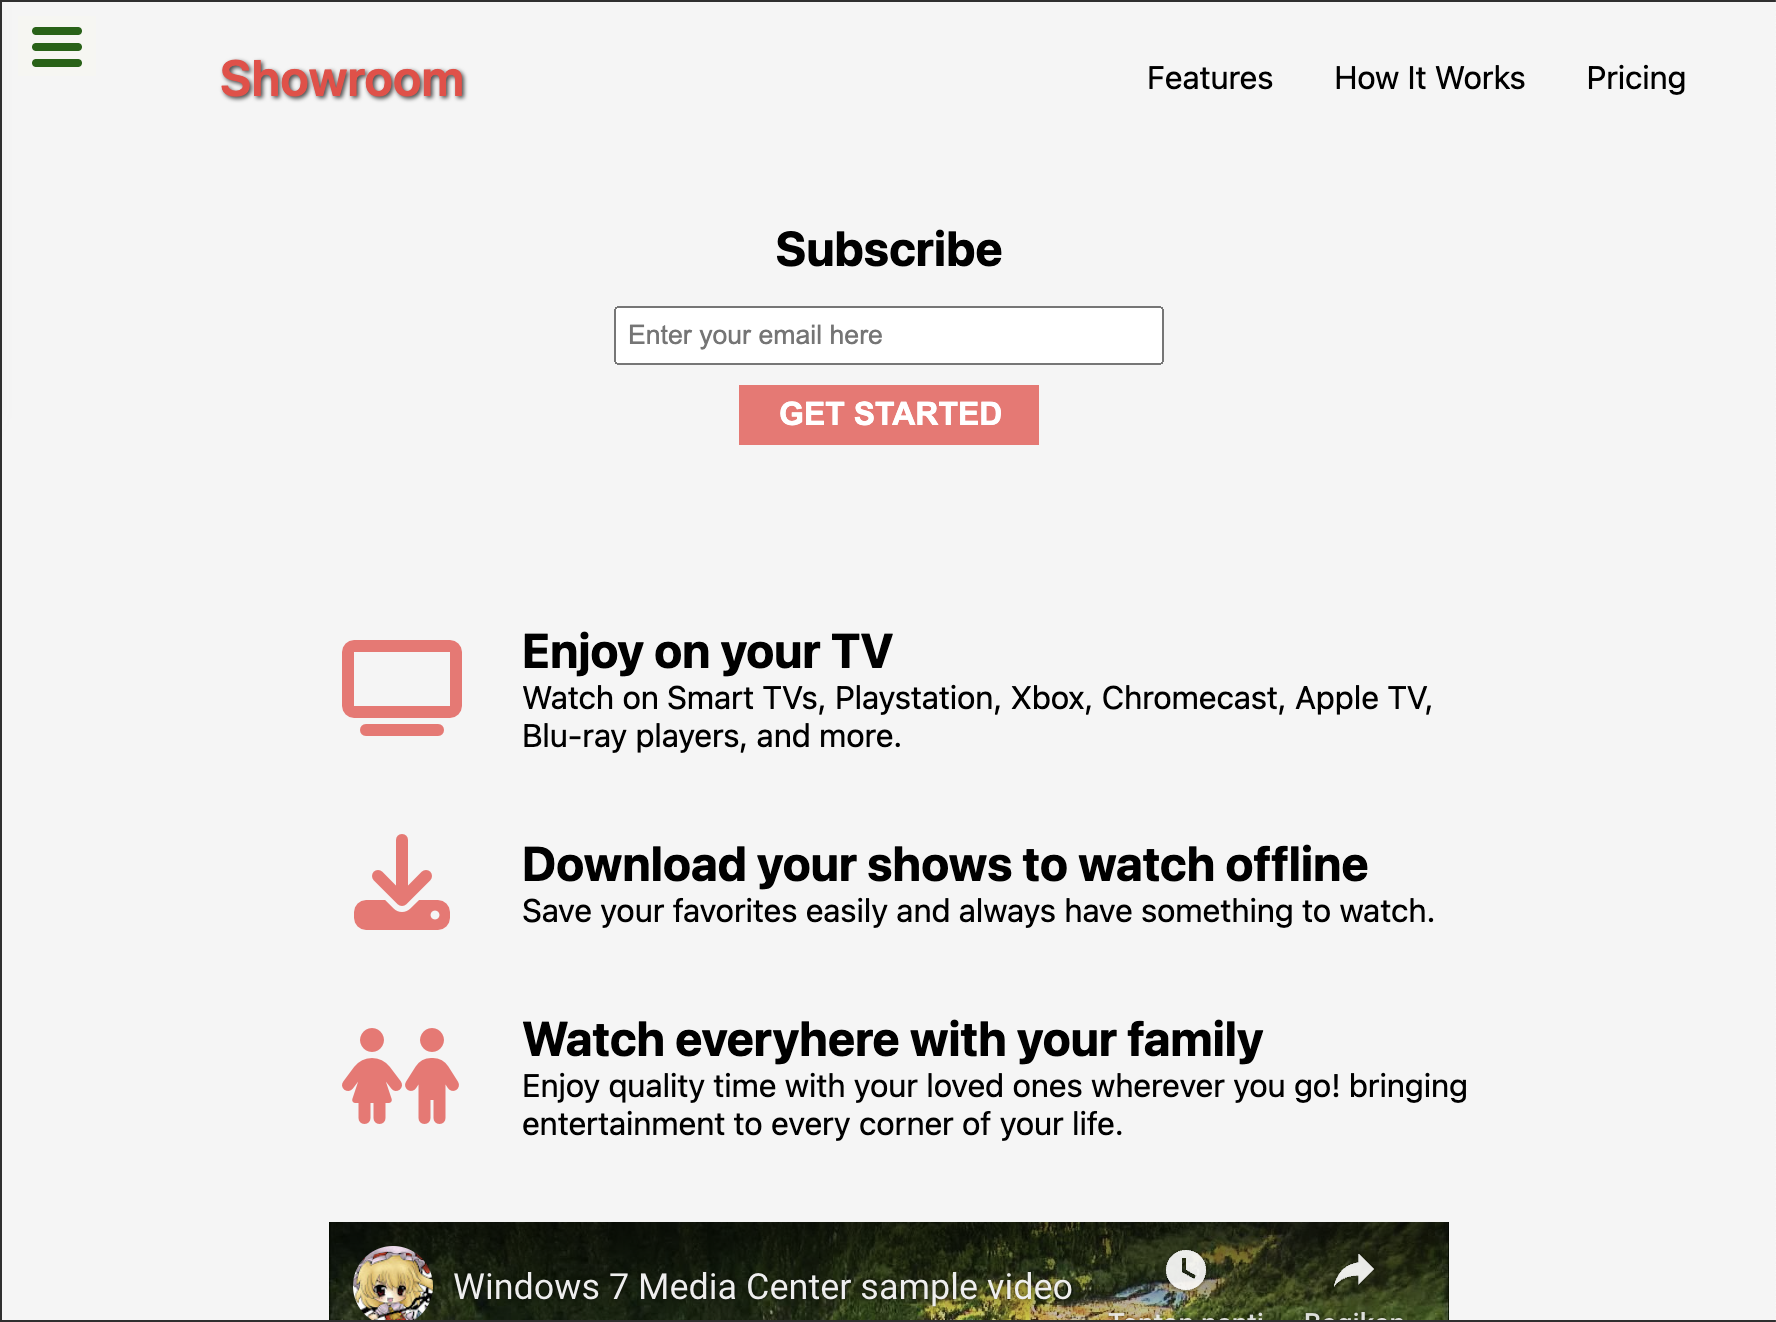 Showroom
Features
How It Works
Pricing
Subscribe
Enter your email here
GET STARTED
Enjoy on your TV
Watch on Smart TVs, Playstation, Xbox, Chromecast, Apple TV,
Blu-ray players, and more.
Download your shows to watch offline
Save your favorites easily and always have something to watch.
Watch everyhere with your family
Enjoy quality time with your loved ones wherever you go! bringing
entertainment to every corner of your life.
Windows 7 Media Center sample video